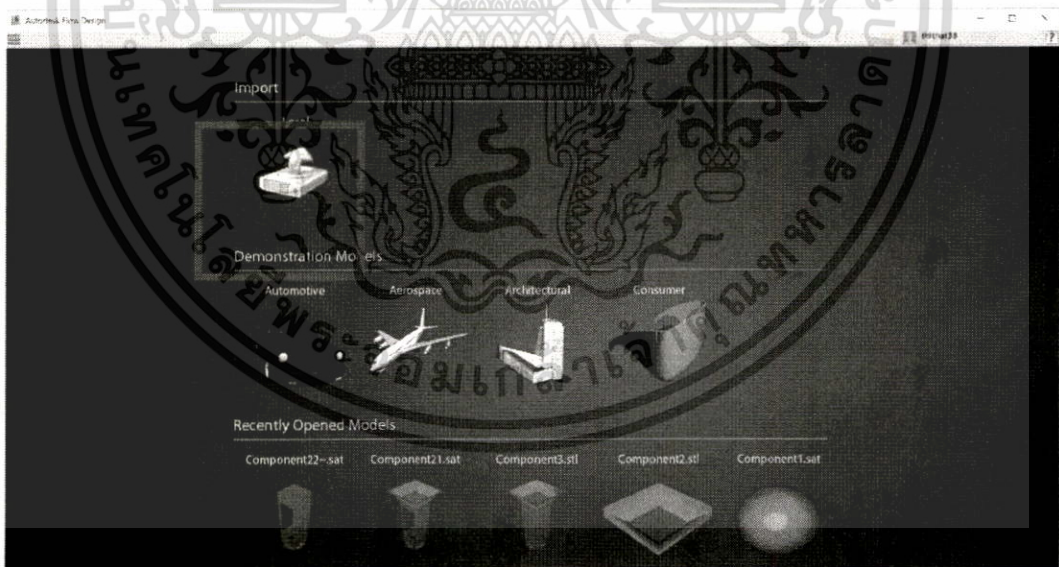 Autodesk Flow Design
?
Import
Local
Demonstration Models
Automotive Aerospace Architectural Consumer
Recently Opened Models
Component22~.sat Component21.sat Component3.stl Component2.stl Component1.sat